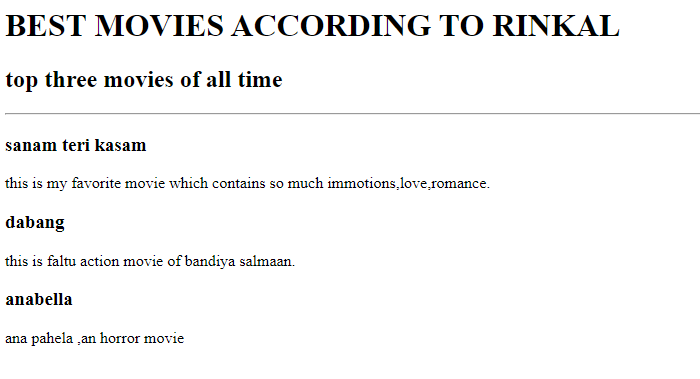 BEST MOVIES ACCORDING TO RINKAL
top three movies of all time
sanam teri kasam
this is my favorite movie which contains so much immotions,love,romance.
dabang
this is faltu action movie of bandiya salmaan.
anabella
ana pahela ,an horror movie